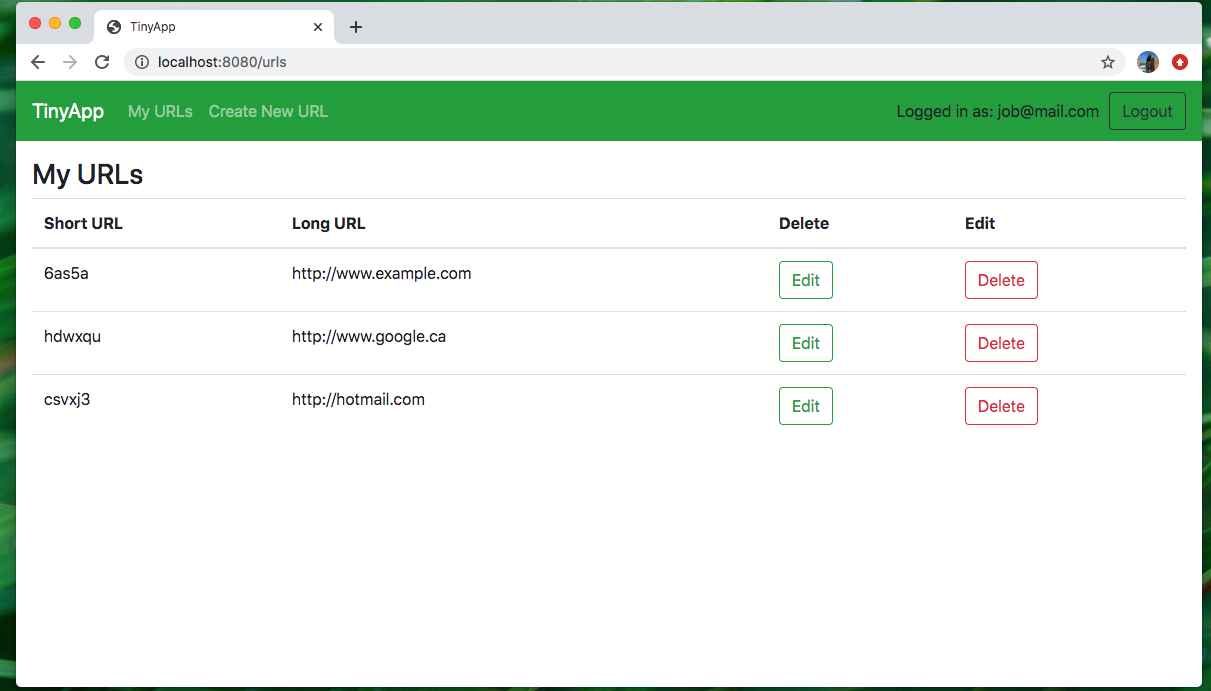 TinyApp
localhost:8080/urls
TinyApp My URLs Create New URL Logged in as: job@mail.com Logout
My URLs
Short URL Long URL Delete Edit
6as5a http://www.example.com Edit Delete
hdwxqu http://www.google.ca Edit Delete
csvxj3 http://hotmail.com Edit Delete